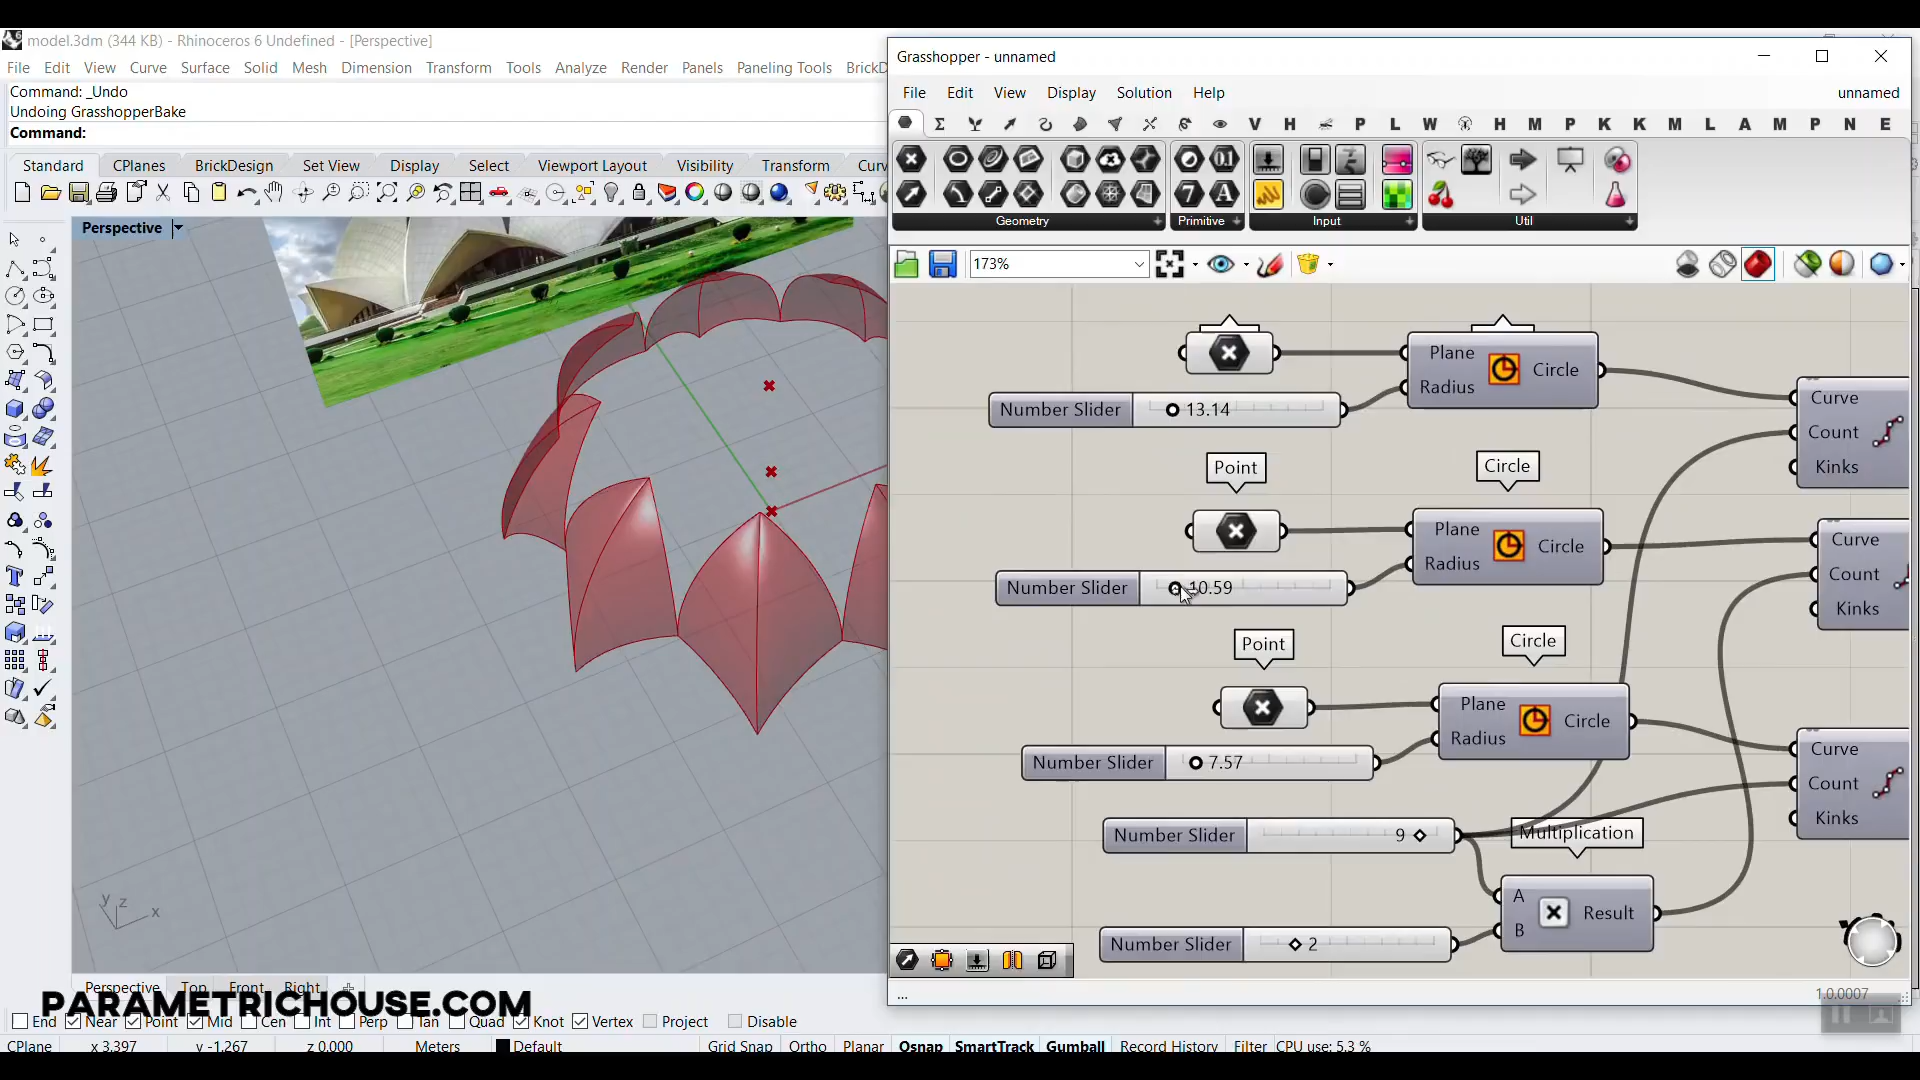 model.3dm (344 KB) - Rhinoceros 6 Undefined - [Perspective]
File Edit View Curve Surface Solid Mesh Dimension Transform Tools Analyze Render Panels Paneling Tools BrickD
Command: _Undo
Undoing GrasshopperBake
Command:
Standard CPlanes BrickDesign Set View Display Select Viewport Layout Visibility Transform Curv
Perspective
Grasshopper - unnamed
File Edit View Display Solution Help unnamed
V H P L W H M P K K M L A M P N E
Geometry Primitive Input Util
173%
Plane
Radius
Circle
Number Slider 13.14
Curve
Count
Kinks
Point
Circle
Plane
Radius
Circle
Number Slider 10.59
Curve
Count
Kinks
Point
Circle
Plane
Radius
Circle
Number Slider 7.57
Curve
Count
Kinks
Number Slider 9
Multiplication
A
B
Result
Number Slider 2
...
1.0.0007
Perspective Top Front Right
PARAMETRICHOUSE.COM
End Near Point Mid Cen Int Perp Tan Quad Knot Vertex Project Disable
CPlane x 3.397 y -1.267 z 0.000 Meters Default Grid Snap Ortho Planar Osnap SmartTrack Gumball Record History Filter CPU use: 5.3 %
y z x